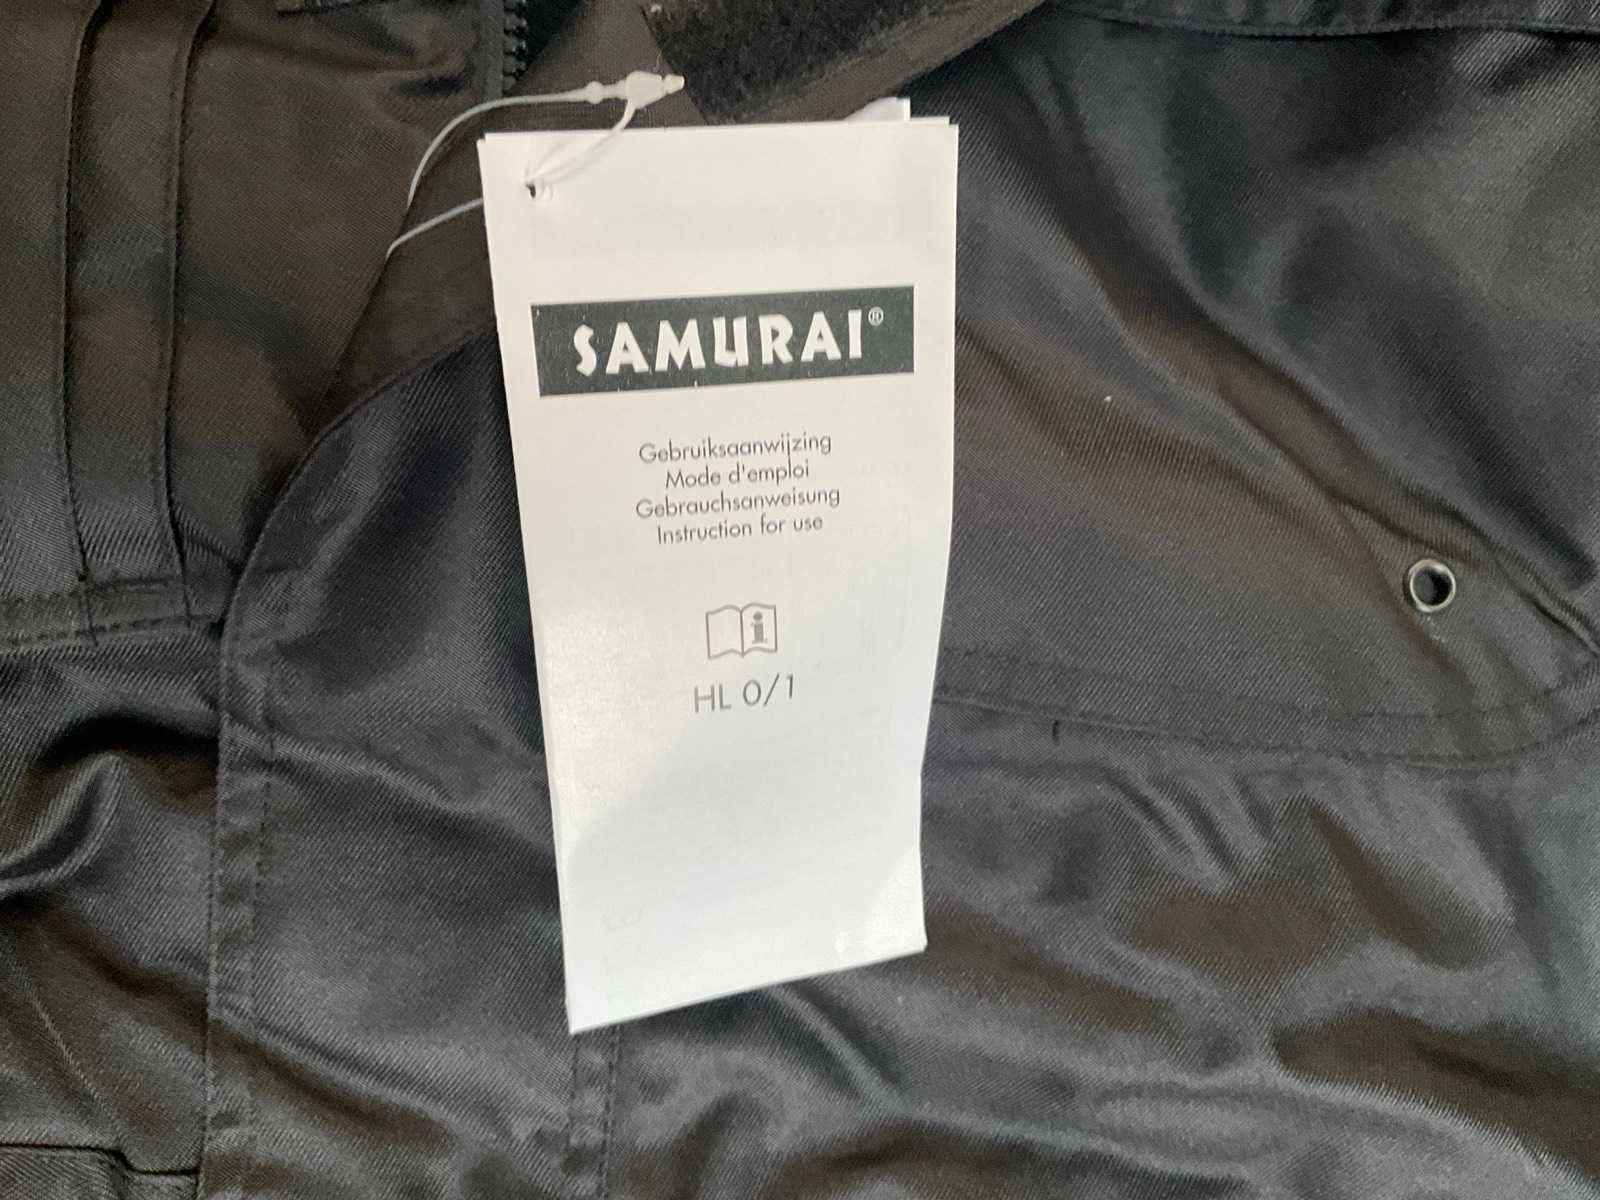 SAMURAI®
Gebruiksaanwijzing
Mode d'emploi
Gebrauchsanweisung
Instruction for use
i
HL 0/1